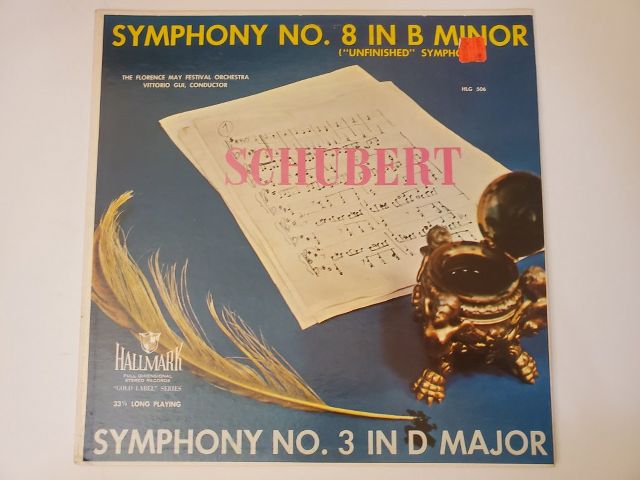 SYMPHONY NO. 8 IN B MINOR
("UNFINISHED" SYMPHO
THE FLORENCE MAY FESTIVAL ORCHESTRA
VITTORIO GUI, CONDUCTOR
HLG 506
1
SCHUBERT
HALLMARK
FULL DIMENSIONAL
STEREO RECORDS
"GOLD LABEL" SERIES
33⅓ LONG PLAYING
SYMPHONY NO. 3 IN D MAJOR